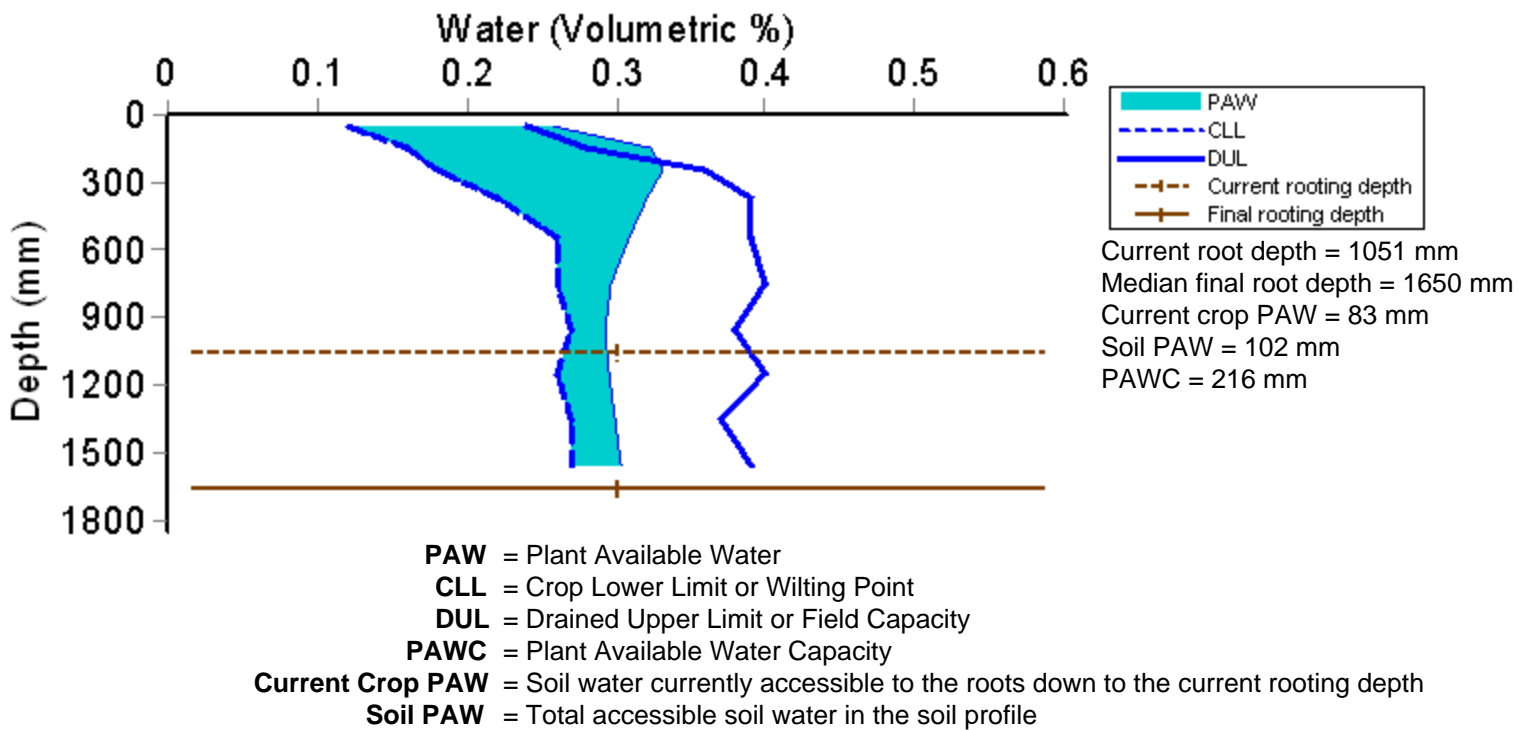 Water (Volumetric %)
0 0.1 0.2 0.3 0.4 0.5 0.6
Depth (mm)
0
300
600
900
1200
1500
1800
PAW
CLL
DUL
Current rooting depth
Final rooting depth
Current root depth = 1051 mm
Median final root depth = 1650 mm
Current crop PAW = 83 mm
Soil PAW = 102 mm
PAWC = 216 mm
PAW = Plant Available Water
CLL = Crop Lower Limit or Wilting Point
DUL = Drained Upper Limit or Field Capacity
PAWC = Plant Available Water Capacity
Current Crop PAW = Soil water currently accessible to the roots down to the current rooting depth
Soil PAW = Total accessible soil water in the soil profile